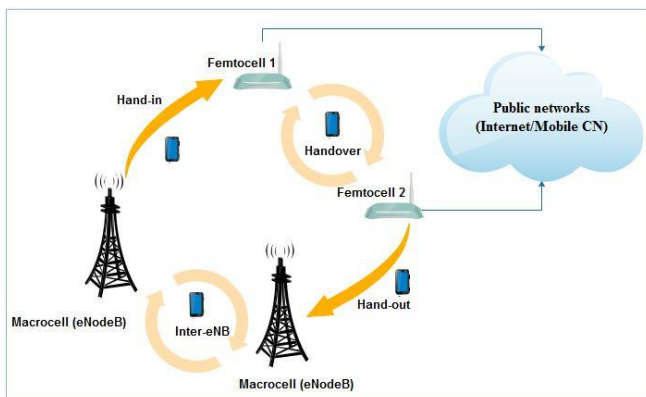 Femtocell 1
Hand-in
Public networks
(Internet/Mobile CN)
Handover
Femtocell 2
Hand-out
Macrocell (eNodeB)
Inter-eNB
Macrocell (eNodeB)